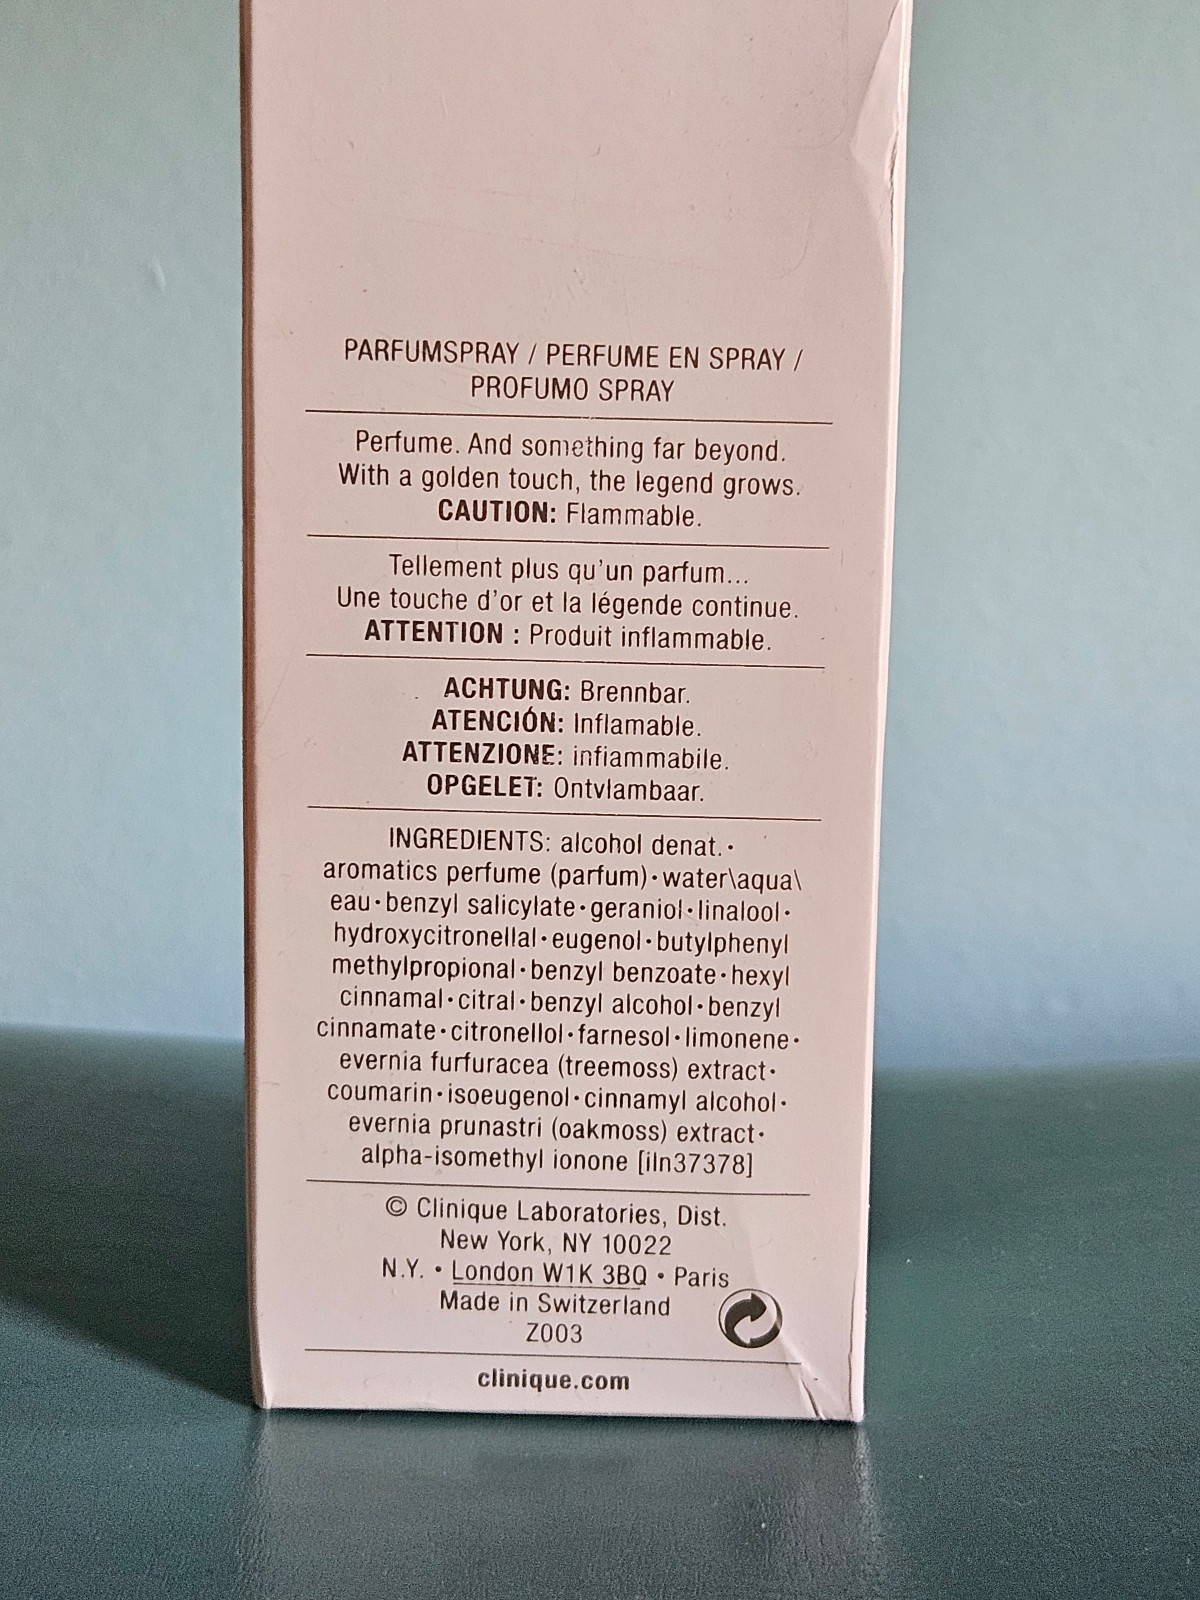 PARFUMSPRAY / PERFUME EN SPRAY /
PROFUMO SPRAY
Perfume. And something far beyond.
With a golden touch, the legend grows.
CAUTION: Flammable.
Tellement plus qu'un parfum...
Une touche d'or et la légende continue.
ATTENTION : Produit inflammable.
ACHTUNG: Brennbar.
ATENCIÓN: Inflamable.
ATTENZIONE: infiammabile.
OPGELET: Ontvlambaar.
INGREDIENTS: alcohol denat. •
aromatics perfume (parfum) • water\aqua\
eau • benzyl salicylate • geraniol • linalool •
hydroxycitronellal • eugenol • butylphenyl
methylpropional • benzyl benzoate • hexyl
cinnamal • citral • benzyl alcohol • benzyl
cinnamate • citronellol • farnesol • limonene •
evernia furfuracea (treemoss) extract •
coumarin • isoeugenol • cinnamyl alcohol •
evernia prunastri (oakmoss) extract •
alpha-isomethyl ionone [iln37378]
© Clinique Laboratories, Dist.
New York, NY 10022
N.Y. • London W1K 3BQ • Paris
Made in Switzerland
Z003
clinique.com